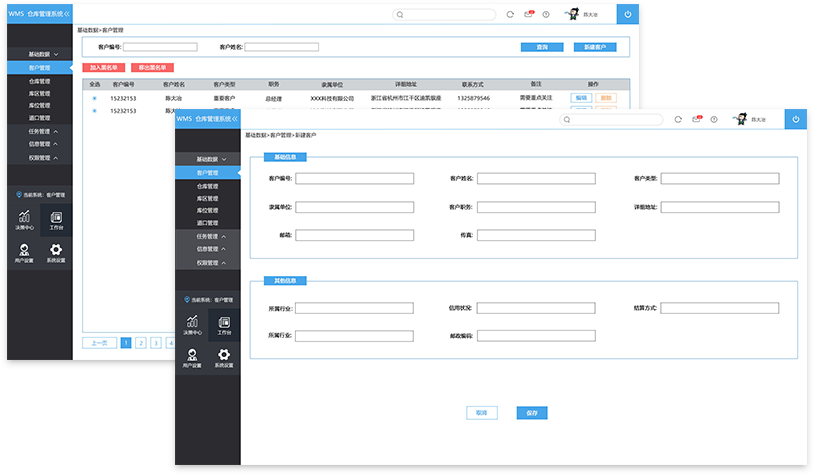 WMS 仓库管理系统
陈大冶
基础数据>客户管理
客户编号:
客户姓名:
查询
新建客户
加入黑名单
移出黑名单
全选 客户编号 客户姓名 客户类型 职务 隶属单位 详细地址 联系方式 备注 操作
15232153 陈大冶 重要客户 总经理 XXX科技有限公司 浙江省杭州市江干区迪凯银座 1325879546 需要重点关注 编辑 删除
15232153
基础数据
客户管理
仓库管理
库区管理
库位管理
道口管理
任务管理
信息管理
权限管理
当前系统: 客户管理
决策中心
工作台
用户设置
系统设置
上一页 1 2 3 4
WMS 仓库管理系统
陈大冶
基础数据>客户管理>新建客户
基础数据
客户管理
仓库管理
库区管理
库位管理
道口管理
任务管理
信息管理
权限管理
当前系统: 客户管理
决策中心
工作台
用户设置
系统设置
基础信息
客户编号: 客户姓名: 客户类型:
隶属单位: 客户职务: 详细地址:
邮箱: 传真:
其他信息
所属行业: 信用状况: 结算方式:
所属行业: 邮政编码:
取消
保存